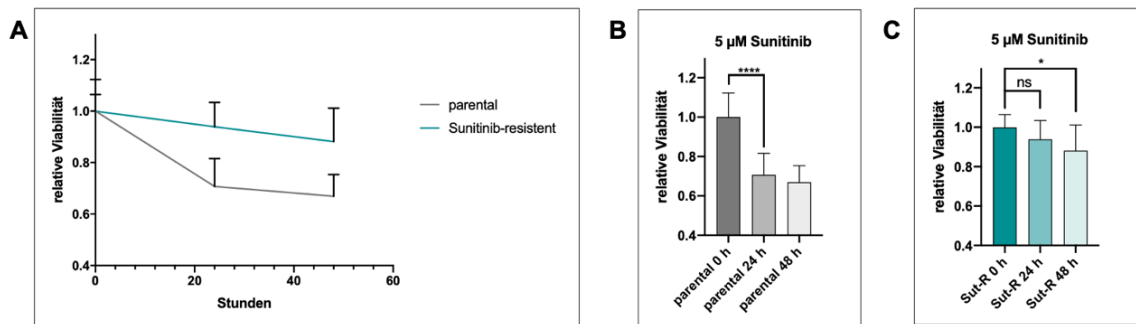 A
1.2
1.0
0.8
0.6
0.4
relative Viabilität
0
20
40
60
Stunden
parental
Sunitinib-resistent
B
5 µM Sunitinib
****
1.2
1.0
0.8
0.6
0.4
relative Viabilität
parental 0 h
parental 24 h
parental 48 h
C
5 µM Sunitinib
*
ns
1.2
1.0
0.8
0.6
0.4
relative Viabilität
Sut-R 0 h
Sut-R 24 h
Sut-R 48 h